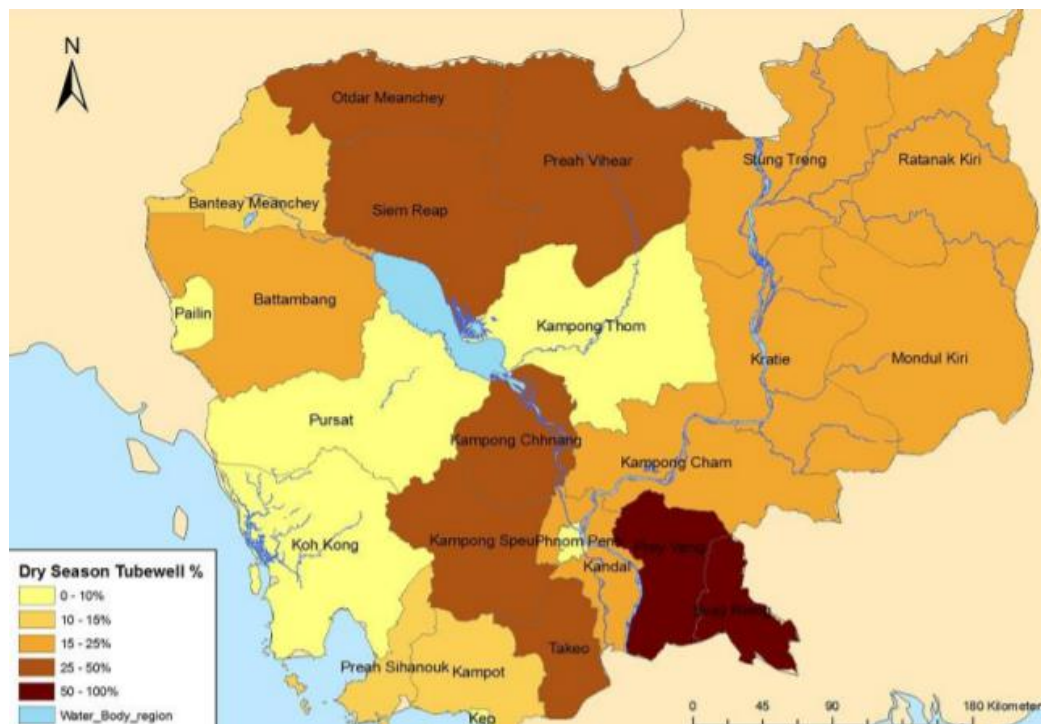 N
Otdar Meanchey
Preah Vihear
Stung Treng
Ratanak Kiri
Banteay Meanchey
Siem Reap
Battambang
Pailin
Kampong Thom
Kratie
Mondul Kiri
Pursat
Kampong Chhnang
Kampong Cham
Koh Kong
Kampong Speu
Phnom Penh
Kandal
Takeo
Preah Sihanouk
Kampot
Kep
Dry Season Tubewell %
0 - 10%
10 - 15%
15 - 25%
25 - 50%
50 - 100%
Water_Body_region
0 45 90 180 Kilometer